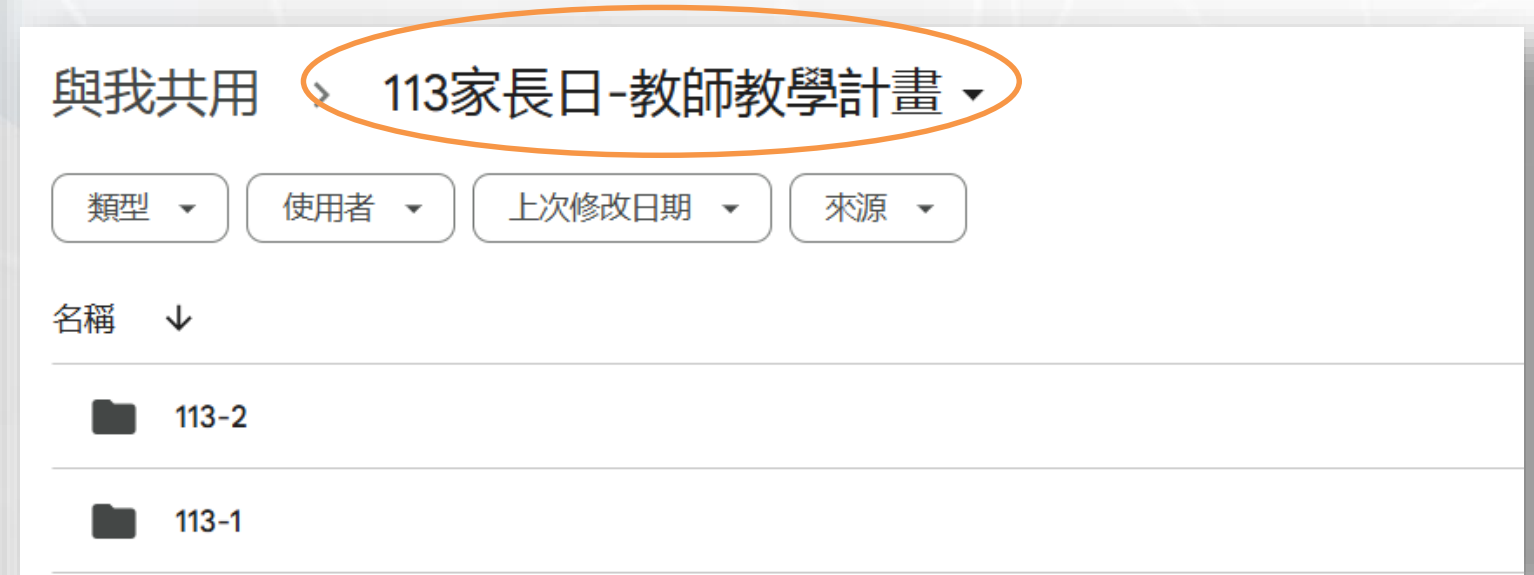 與我共用 › 113家長日-教師教學計畫
類型 使用者 上次修改日期 來源
名稱 ↓
113-2
113-1